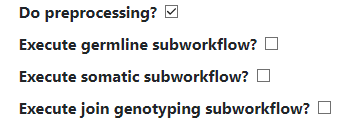 Do preprocessing?
Execute germline subworkflow?
Execute somatic subworkflow?
Execute join genotyping subworkflow?